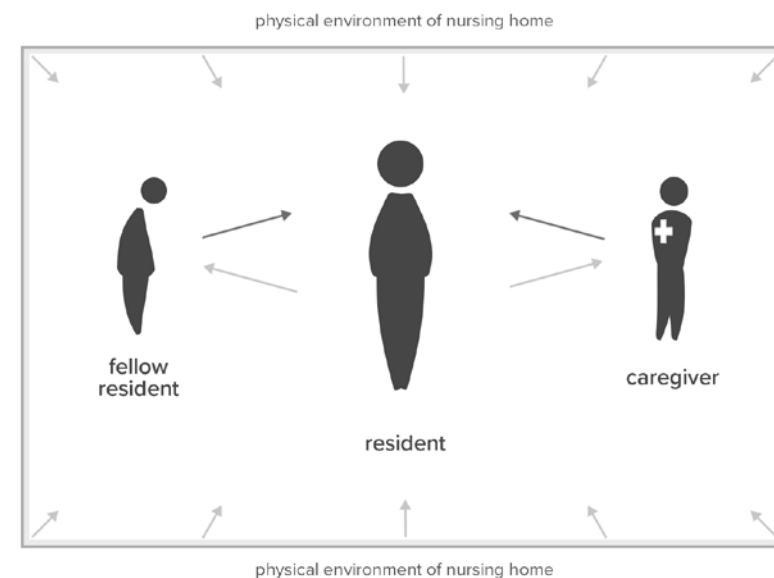 physical environment of nursing home
fellow
resident
caregiver
resident
physical environment of nursing home